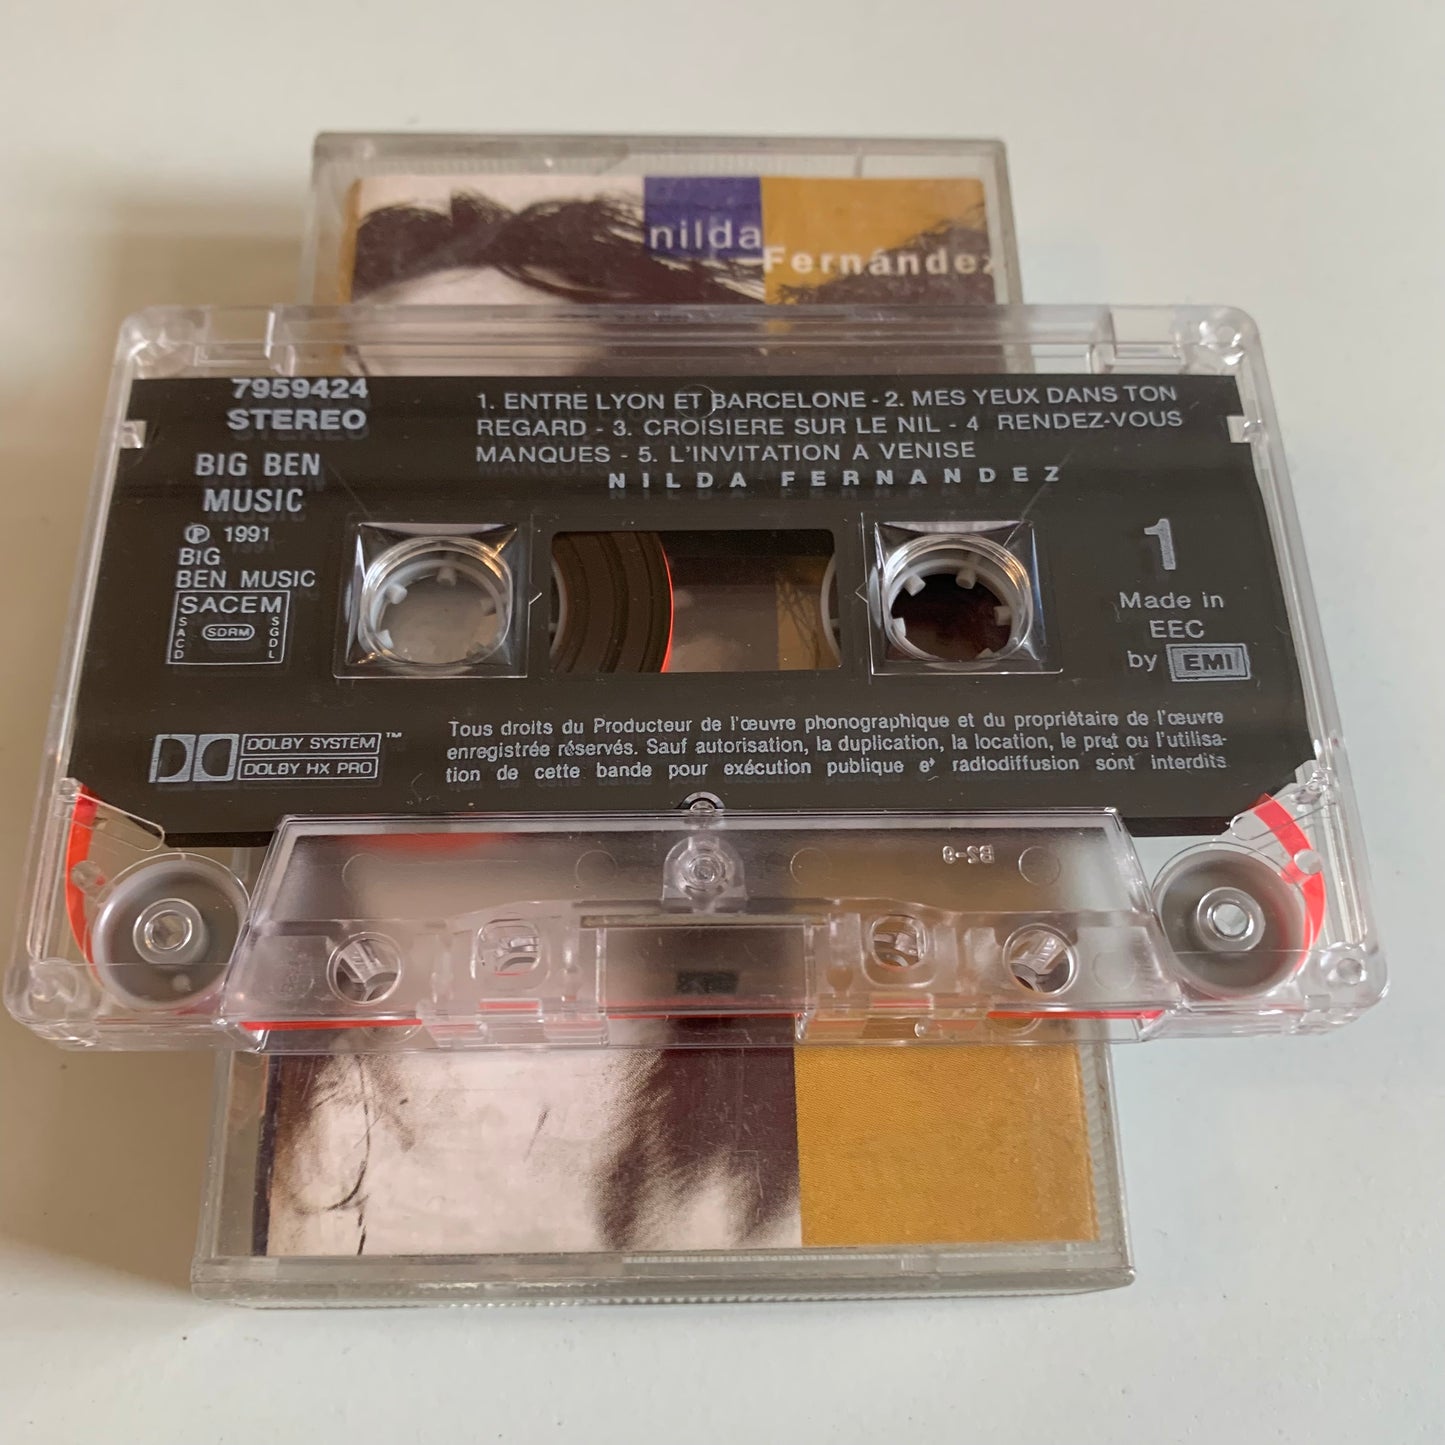 nilda
Fernández
7959424
STEREO
BIG BEN
MUSIC
℗ 1991
BIG
BEN MUSIC
SACEM
SACD
SDRM
SGDL
1. ENTRE LYON ET BARCELONE - 2. MES YEUX DANS TON
REGARD - 3. CROISIERE SUR LE NIL - 4 RENDEZ-VOUS
MANQUES - 5. L'INVITATION A VENISE
NILDA FERNANDEZ
1
Made in
EEC
by EMI
DOLBY SYSTEM ™
DOLBY HX PRO
Tous droits du Producteur de l'œuvre phonographique et du propriétaire de l'œuvre
enregistrée réservés. Sauf autorisation, la duplication, la location, le prêt ou l'utilisa-
tion de cette bande pour exécution publique et radiodiffusion sont interdits
B2-9